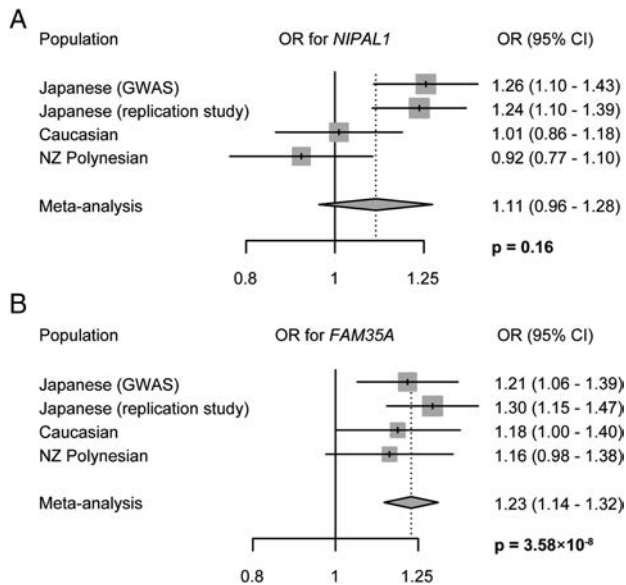 A
Population OR for NIPAL1 OR (95% CI)
Japanese (GWAS) 1.26 (1.10 - 1.43)
Japanese (replication study) 1.24 (1.10 - 1.39)
Caucasian 1.01 (0.86 - 1.18)
NZ Polynesian 0.92 (0.77 - 1.10)
Meta-analysis 1.11 (0.96 - 1.28)
p = 0.16
0.8 1 1.25
B
Population OR for FAM35A OR (95% CI)
Japanese (GWAS) 1.21 (1.06 - 1.39)
Japanese (replication study) 1.30 (1.15 - 1.47)
Caucasian 1.18 (1.00 - 1.40)
NZ Polynesian 1.16 (0.98 - 1.38)
Meta-analysis 1.23 (1.14 - 1.32)
p = 3.58×10⁻⁸
0.8 1 1.25